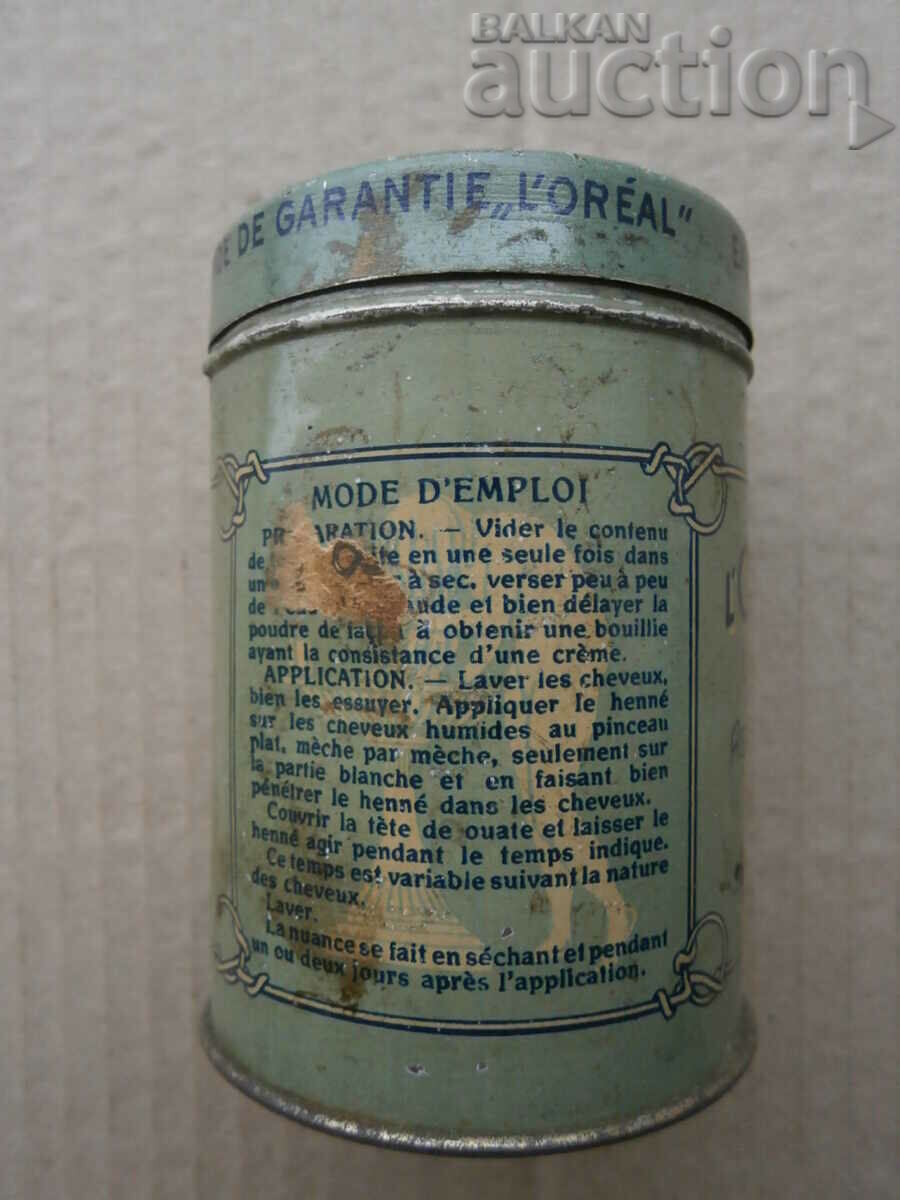 BALKAN
auction
DE GARANTIE „L'ORÉAL"
MODE D'EMPLOI
PRÉPARATION. — Vider le contenu
de en une seule fois dans
un à sec, verser peu à peu
de et bien délayer la
poudre de à obtenir une bouillie
ayant la consistance d'une crème.
APPLICATION. — Laver les cheveux,
bien les essuyer. Appliquer le henné
sur les cheveux humides au pinceau
plat, mèche par mèche, seulement sur
la partie blanche et en faisant bien
pénétrer le henné dans les cheveux.
Couvrir la tête de ouate et laisser le
henné agir pendant le temps indiqué.
Ce temps est variable suivant la nature
des cheveux.
Laver.
La nuance se fait en séchant et pendant
un ou deux jours après l'application.